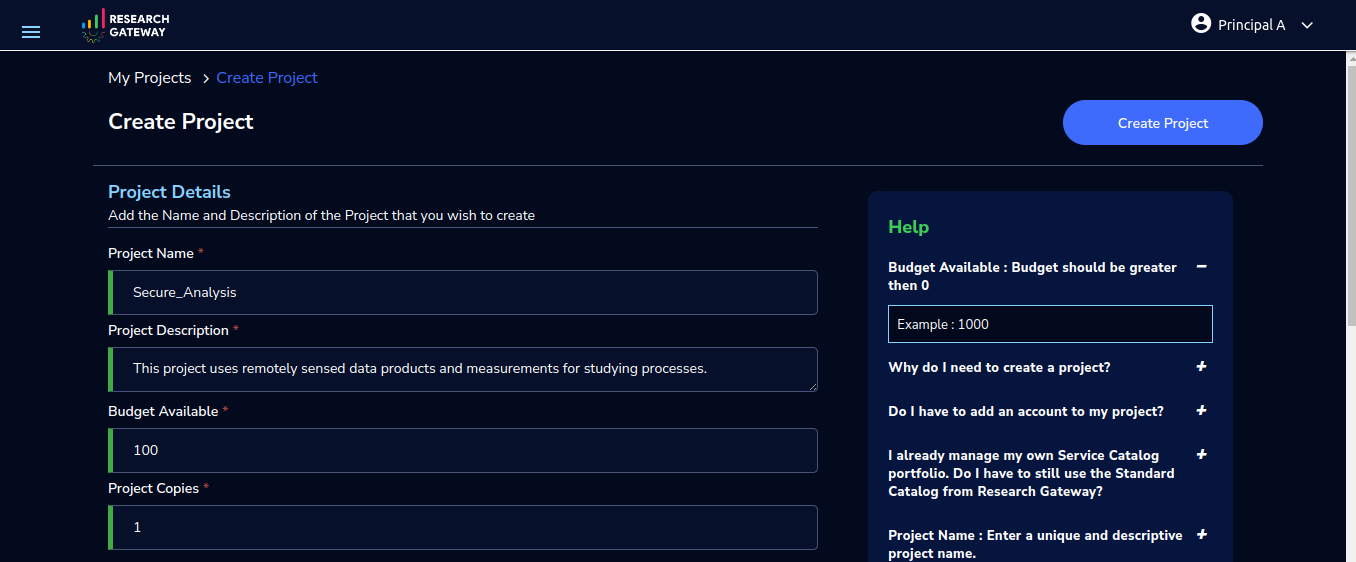 RESEARCH
GATEWAY
Principal A
My Projects > Create Project
Create Project
Create Project
Project Details
Add the Name and Description of the Project that you wish to create
Project Name *
Secure_Analysis
Project Description *
This project uses remotely sensed data products and measurements for studying processes.
Budget Available *
100
Project Copies *
1
Help
Budget Available : Budget should be greater
then 0
Example : 1000
Why do I need to create a project?
Do I have to add an account to my project?
I already manage my own Service Catalog
portfolio. Do I have to still use the Standard
Catalog from Research Gateway?
Project Name : Enter a unique and descriptive
project name.